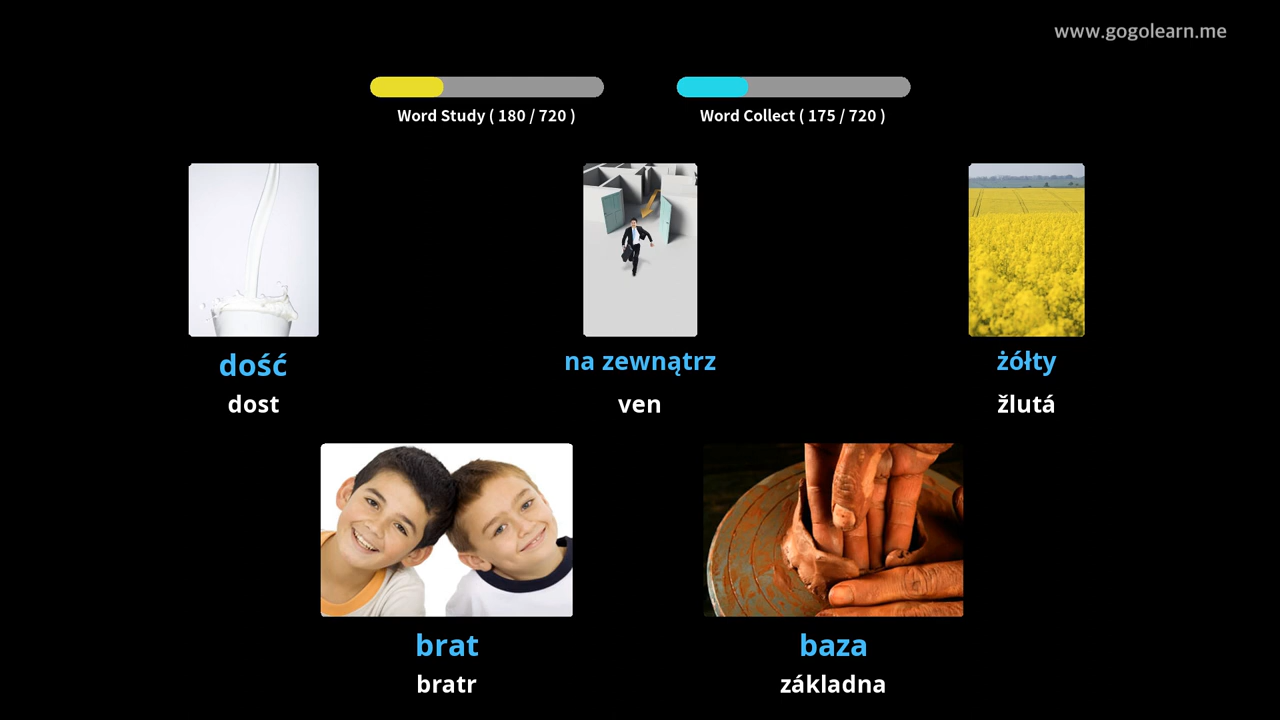 www.gogolearn.me
Word Study ( 180 / 720 )
Word Collect ( 175 / 720 )
dość
na zewnątrz
żółty
dost
ven
žlutá
brat
baza
bratr
základna